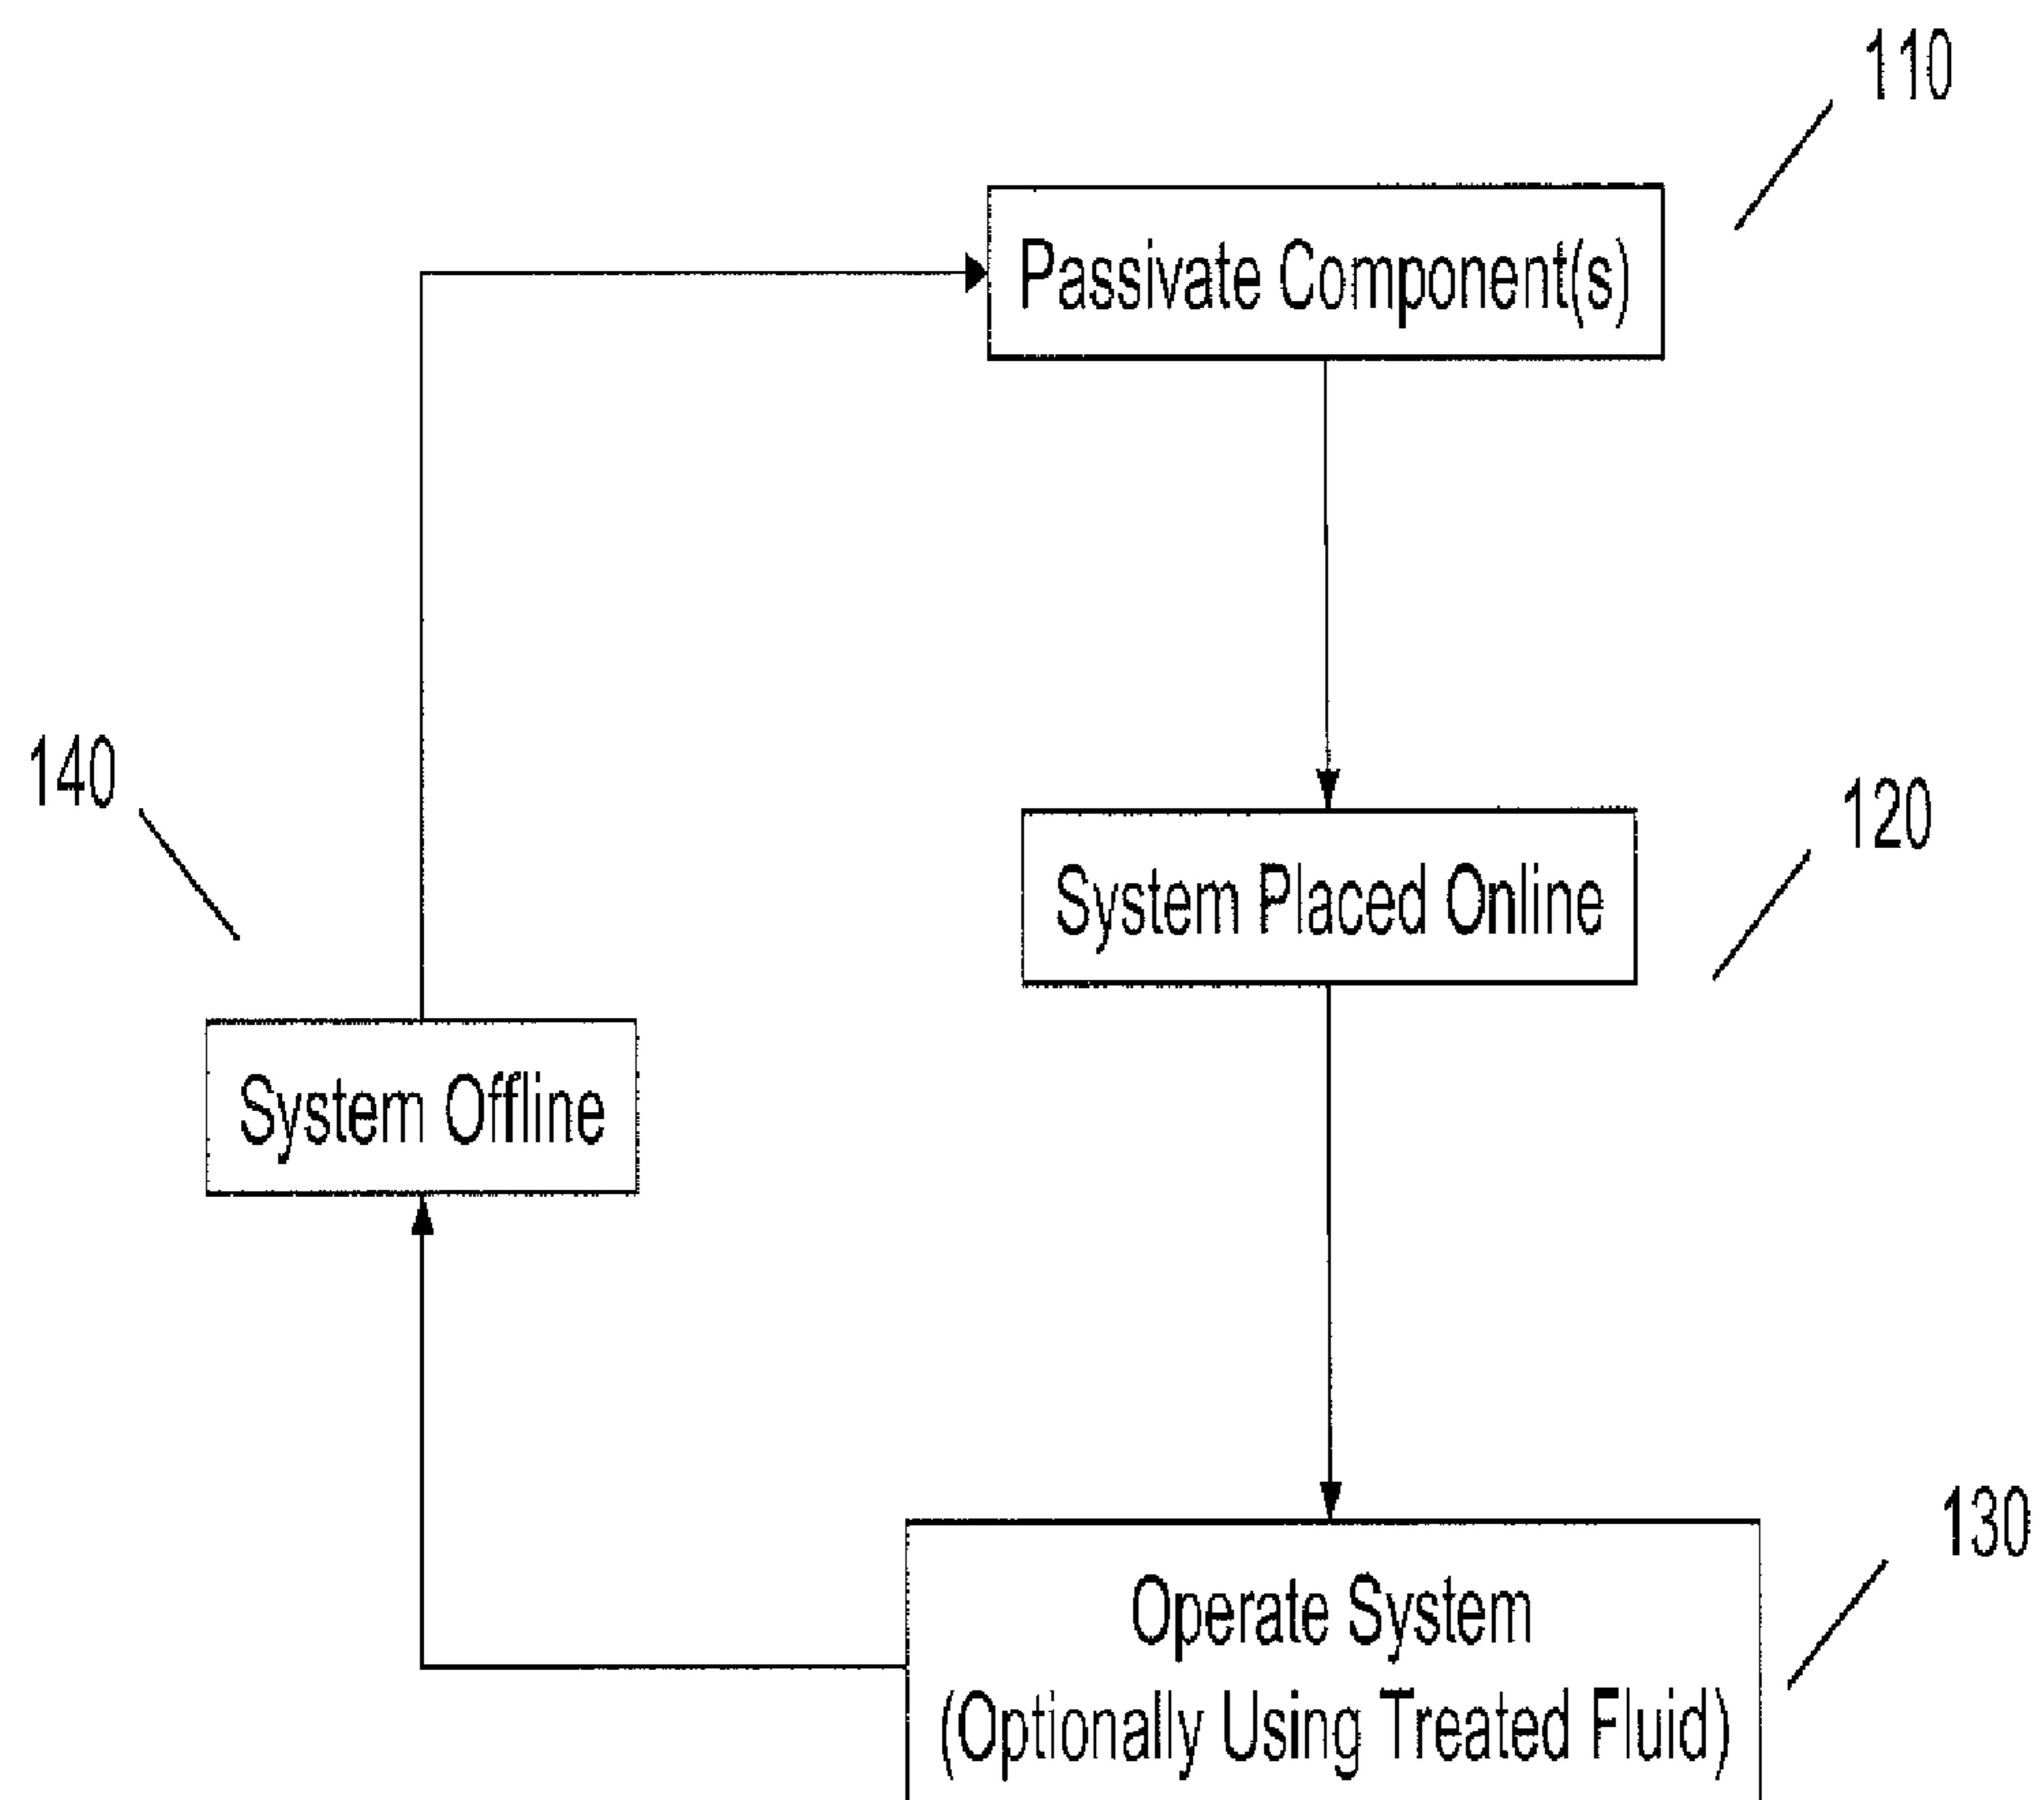 110
Passivate Component(s)
140
120
System Placed Online
System Offline
130
Operate System
(Optionally Using Treated Fluid)